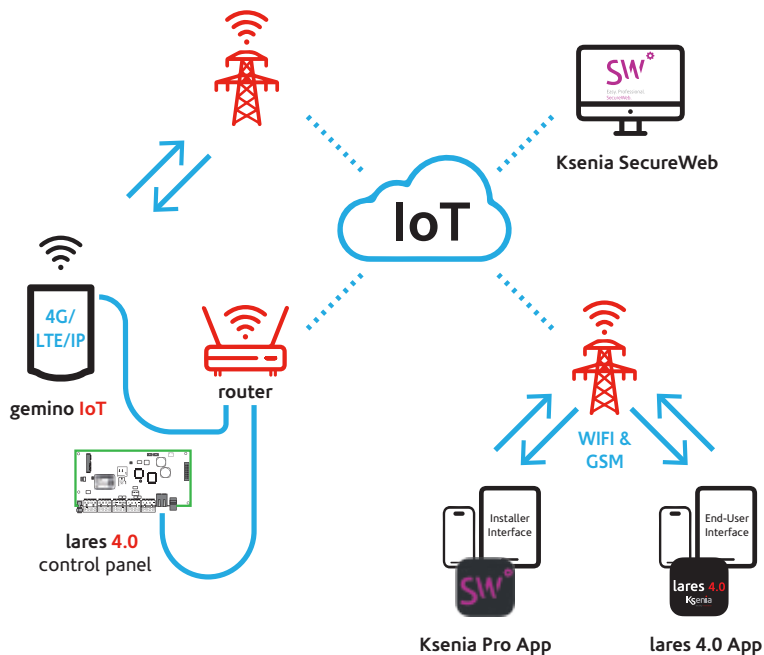 SW
Easy. Professional.
SecureWeb.
Ksenia SecureWeb
IoT
4G/
LTE/IP
gemino IoT
router
WIFI &
GSM
lares 4.0
control panel
Installer
Interface
End-User
Interface
SW
lares 4.0
Ksenia
Ksenia Pro App
lares 4.0 App